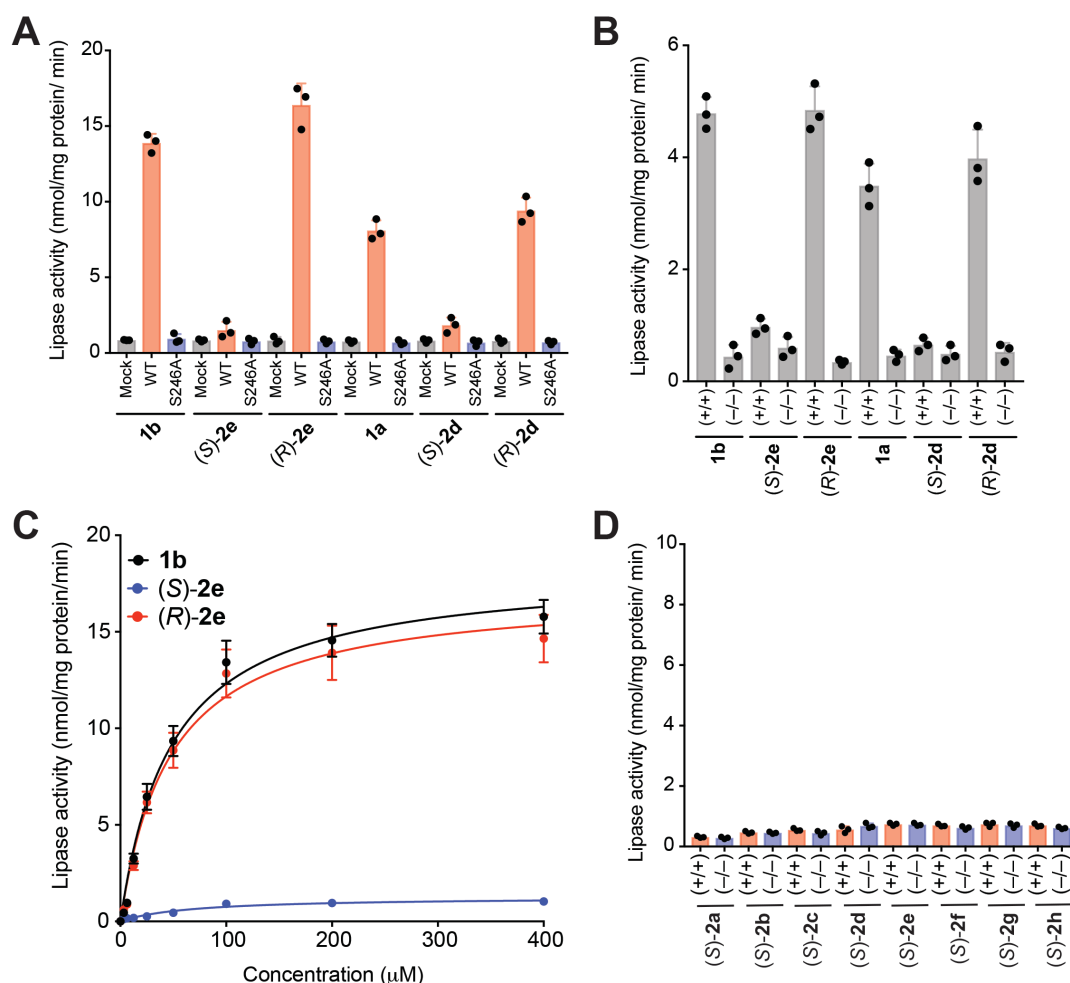 A
Lipase activity (nmol/mg protein/ min)
20
15
10
5
0
Mock WT S246A Mock WT S246A Mock WT S246A Mock WT S246A Mock WT S246A Mock WT S246A
1b (S)-2e (R)-2e 1a (S)-2d (R)-2d
B
Lipase activity (nmol/mg protein/ min)
6
4
2
0
(+/+) (−/−) (+/+) (−/−) (+/+) (−/−) (+/+) (−/−) (+/+) (−/−) (+/+) (−/−)
1b (S)-2e (R)-2e 1a (S)-2d (R)-2d
C
Lipase activity (nmol/mg protein/min)
20
15
10
5
0
1b
(S)-2e
(R)-2e
0 100 200 300 400
Concentration (μM)
D
Lipase activity (nmol/mg protein/ min)
10
8
6
4
2
0
(+/+) (−/−) (+/+) (−/−) (+/+) (−/−) (+/+) (−/−) (+/+) (−/−) (+/+) (−/−) (+/+) (−/−) (+/+) (−/−)
(S)-2a (S)-2b (S)-2c (S)-2d (S)-2e (S)-2f (S)-2g (S)-2h